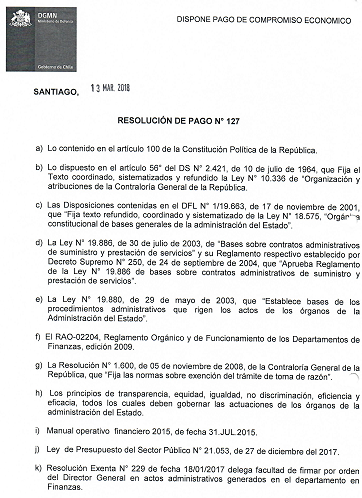 DGMN
Ministerio de Defensa
Gobierno de Chile
DISPONE PAGO DE COMPROMISO ECONOMICO
SANTIAGO, 13 MAR. 2018
RESOLUCIÓN DE PAGO N° 127
a) Lo contenido en el artículo 100 de la Constitución Política de la República.
b) Lo dispuesto en el artículo 56° del DS N° 2.421, de 10 de julio de 1964, que Fija el
Texto coordinado, sistematizados y refundido la Ley N° 10.336 de “Organización y
atribuciones de la Contraloría General de la República.
c) Las Disposiciones contenidas en el DFL N° 1/19.663, de 17 de noviembre de 2001,
que “Fija texto refundido, coordinado y sistematizado de la Ley N° 18.575, “Orgánica
constitucional de bases generales de la administración del Estado”.
d) La Ley N° 19.886, de 30 de julio de 2003, de “Bases sobre contratos administrativos
de suministro y prestación de servicios” y su Reglamento respectivo establecido por
Decreto Supremo N° 250, de 24 de septiembre de 2004, que “Aprueba Reglamento
de la Ley N° 19.886 de bases sobre contratos administrativos de suministro y
prestación de servicios”.
e) La Ley N° 19.880, de 29 de mayo de 2003, que “Establece bases de los
procedimientos administrativos que rigen los actos de los órganos de la
Administración del Estado”.
f) El RAO-02204, Reglamento Orgánico y de Funcionamiento de los Departamentos de
Finanzas, edición 2009.
g) La Resolución N° 1.600, de 05 de noviembre de 2008, de la Contraloría General de la
República, que “Fija las normas sobre exención del trámite de toma de razón”.
h) Los principios de transparencia, equidad, igualdad, no discriminación, eficiencia y
eficacia, todos los cuales deben gobernar las actuaciones de los órganos de la
administración del Estado.
i) Manual operativo financiero 2015, de fecha 31.JUL.2015.
j) Ley de Presupuesto del Sector Público N° 21.053, de 27 de diciembre del 2017.
k) Resolución Exenta N° 229 de fecha 18/01/2017 delega facultad de firmar por orden
del Director General en actos administrativos generados en el departamento en
Finanzas.